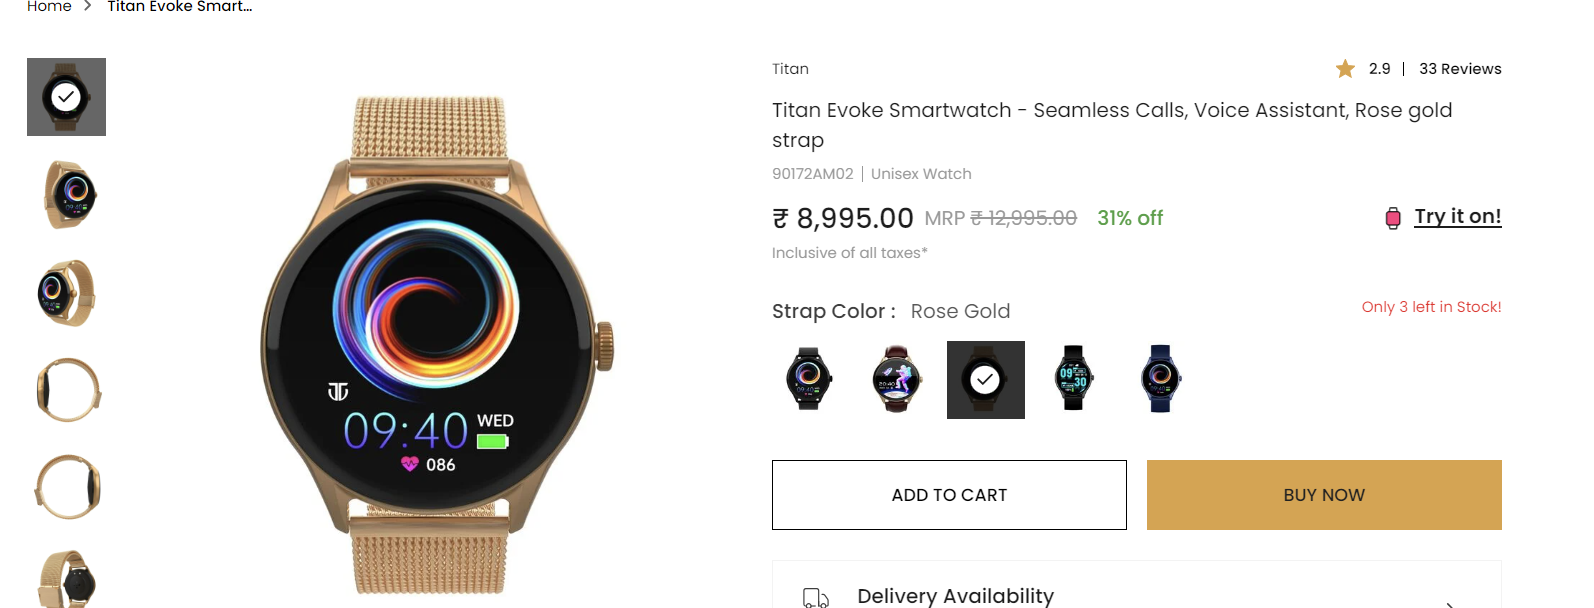 Home > Titan Evoke Smart...
Titan
2.9 | 33 Reviews
Titan Evoke Smartwatch - Seamless Calls, Voice Assistant, Rose gold
strap
90172AM02 | Unisex Watch
₹ 8,995.00 MRP ₹ 12,995.00 31% off
Try it on!
Inclusive of all taxes*
Strap Color : Rose Gold
Only 3 left in Stock!
09:40 WED
086
ADD TO CART
BUY NOW
Delivery Availability